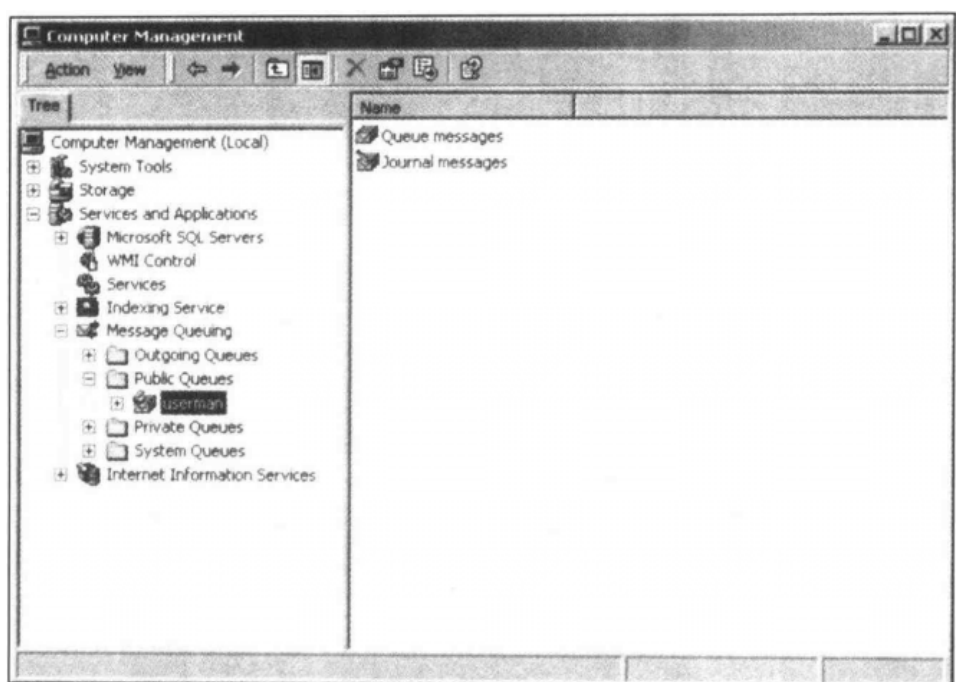 Computer Management
Action View
Tree
Name
Computer Management (Local)
System Tools
Storage
Services and Applications
Microsoft SQL Servers
WMI Control
Services
Indexing Service
Message Queuing
Outgoing Queues
Public Queues
userman
Private Queues
System Queues
Internet Information Services
Queue messages
Journal messages